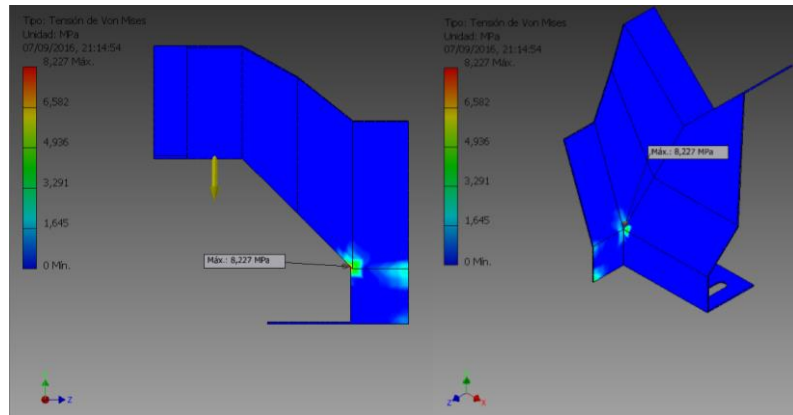 Tipo: Tensión de Von Mises
Unidad: MPa
07/09/2016, 21:14:54
8,227 Máx.
6,582
4,936
3,291
1,645
0 Mín.
Máx.: 8,227 MPa
Z
Tipo: Tensión de Von Mises
Unidad: MPa
07/09/2016, 21:14:54
8,227 Máx.
6,582
4,936
3,291
1,645
0 Mín.
Máx.: 8,227 MPa
Z
X